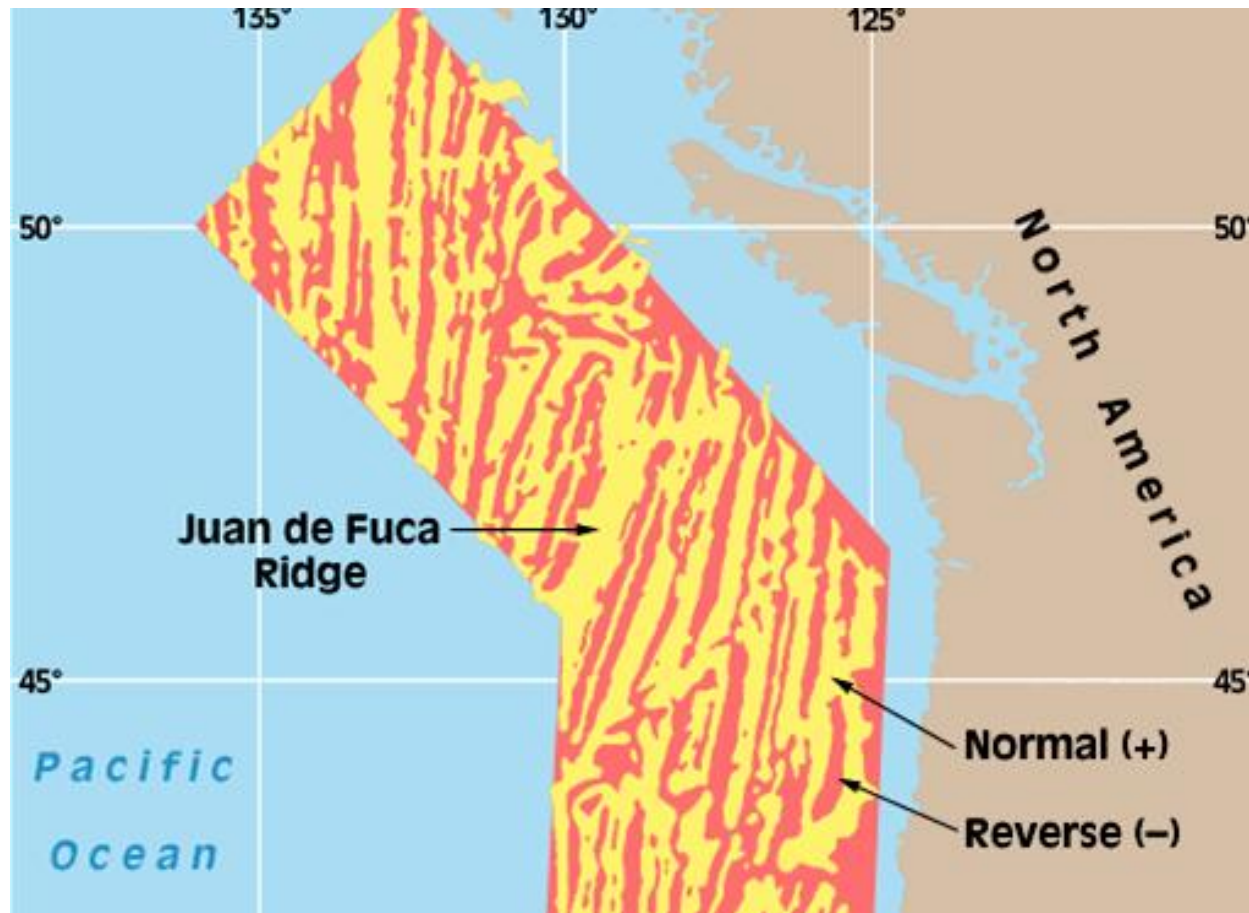 135° 130° 125°
50° 50°
North America
Juan de Fuca
Ridge
45° 45°
Normal (+)
Pacific
Reverse (–)
Ocean